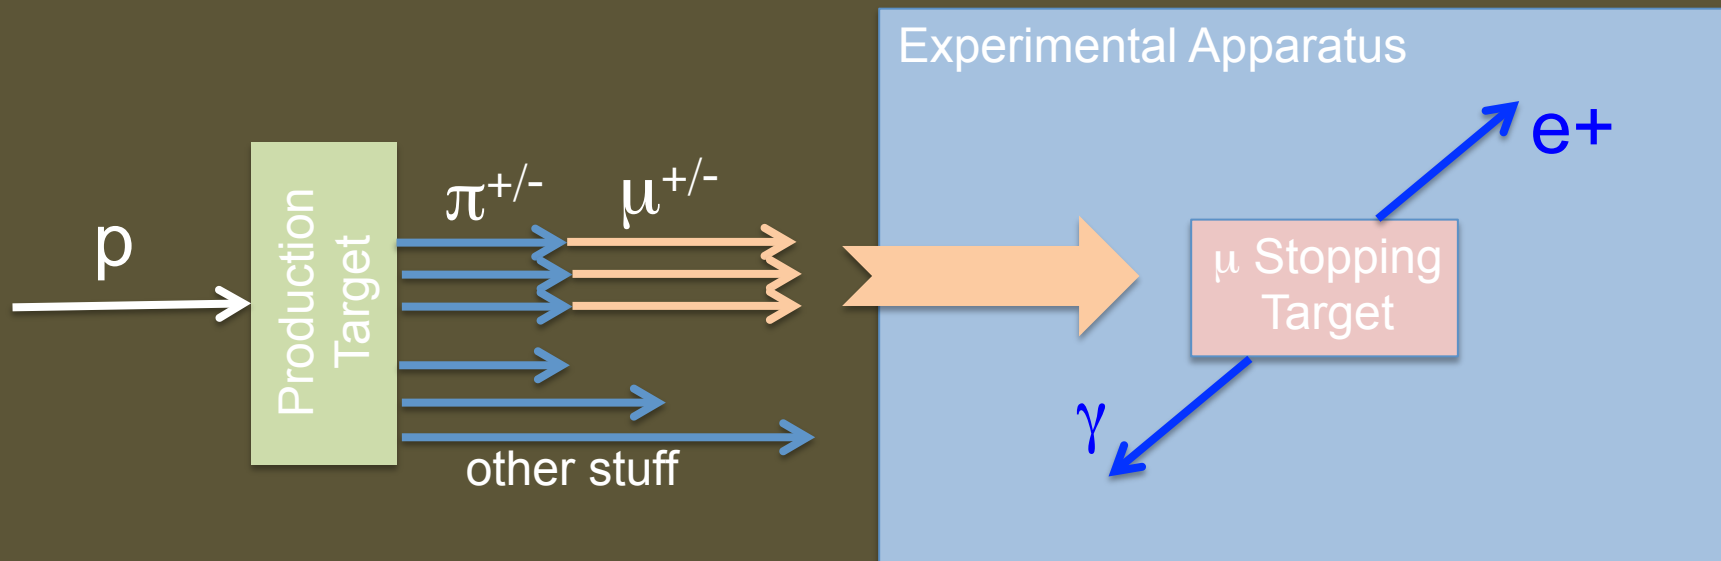 Experimental Apparatus
p
Production
Target
π+/-
μ+/-
other stuff
μ Stopping
Target
e+
γ